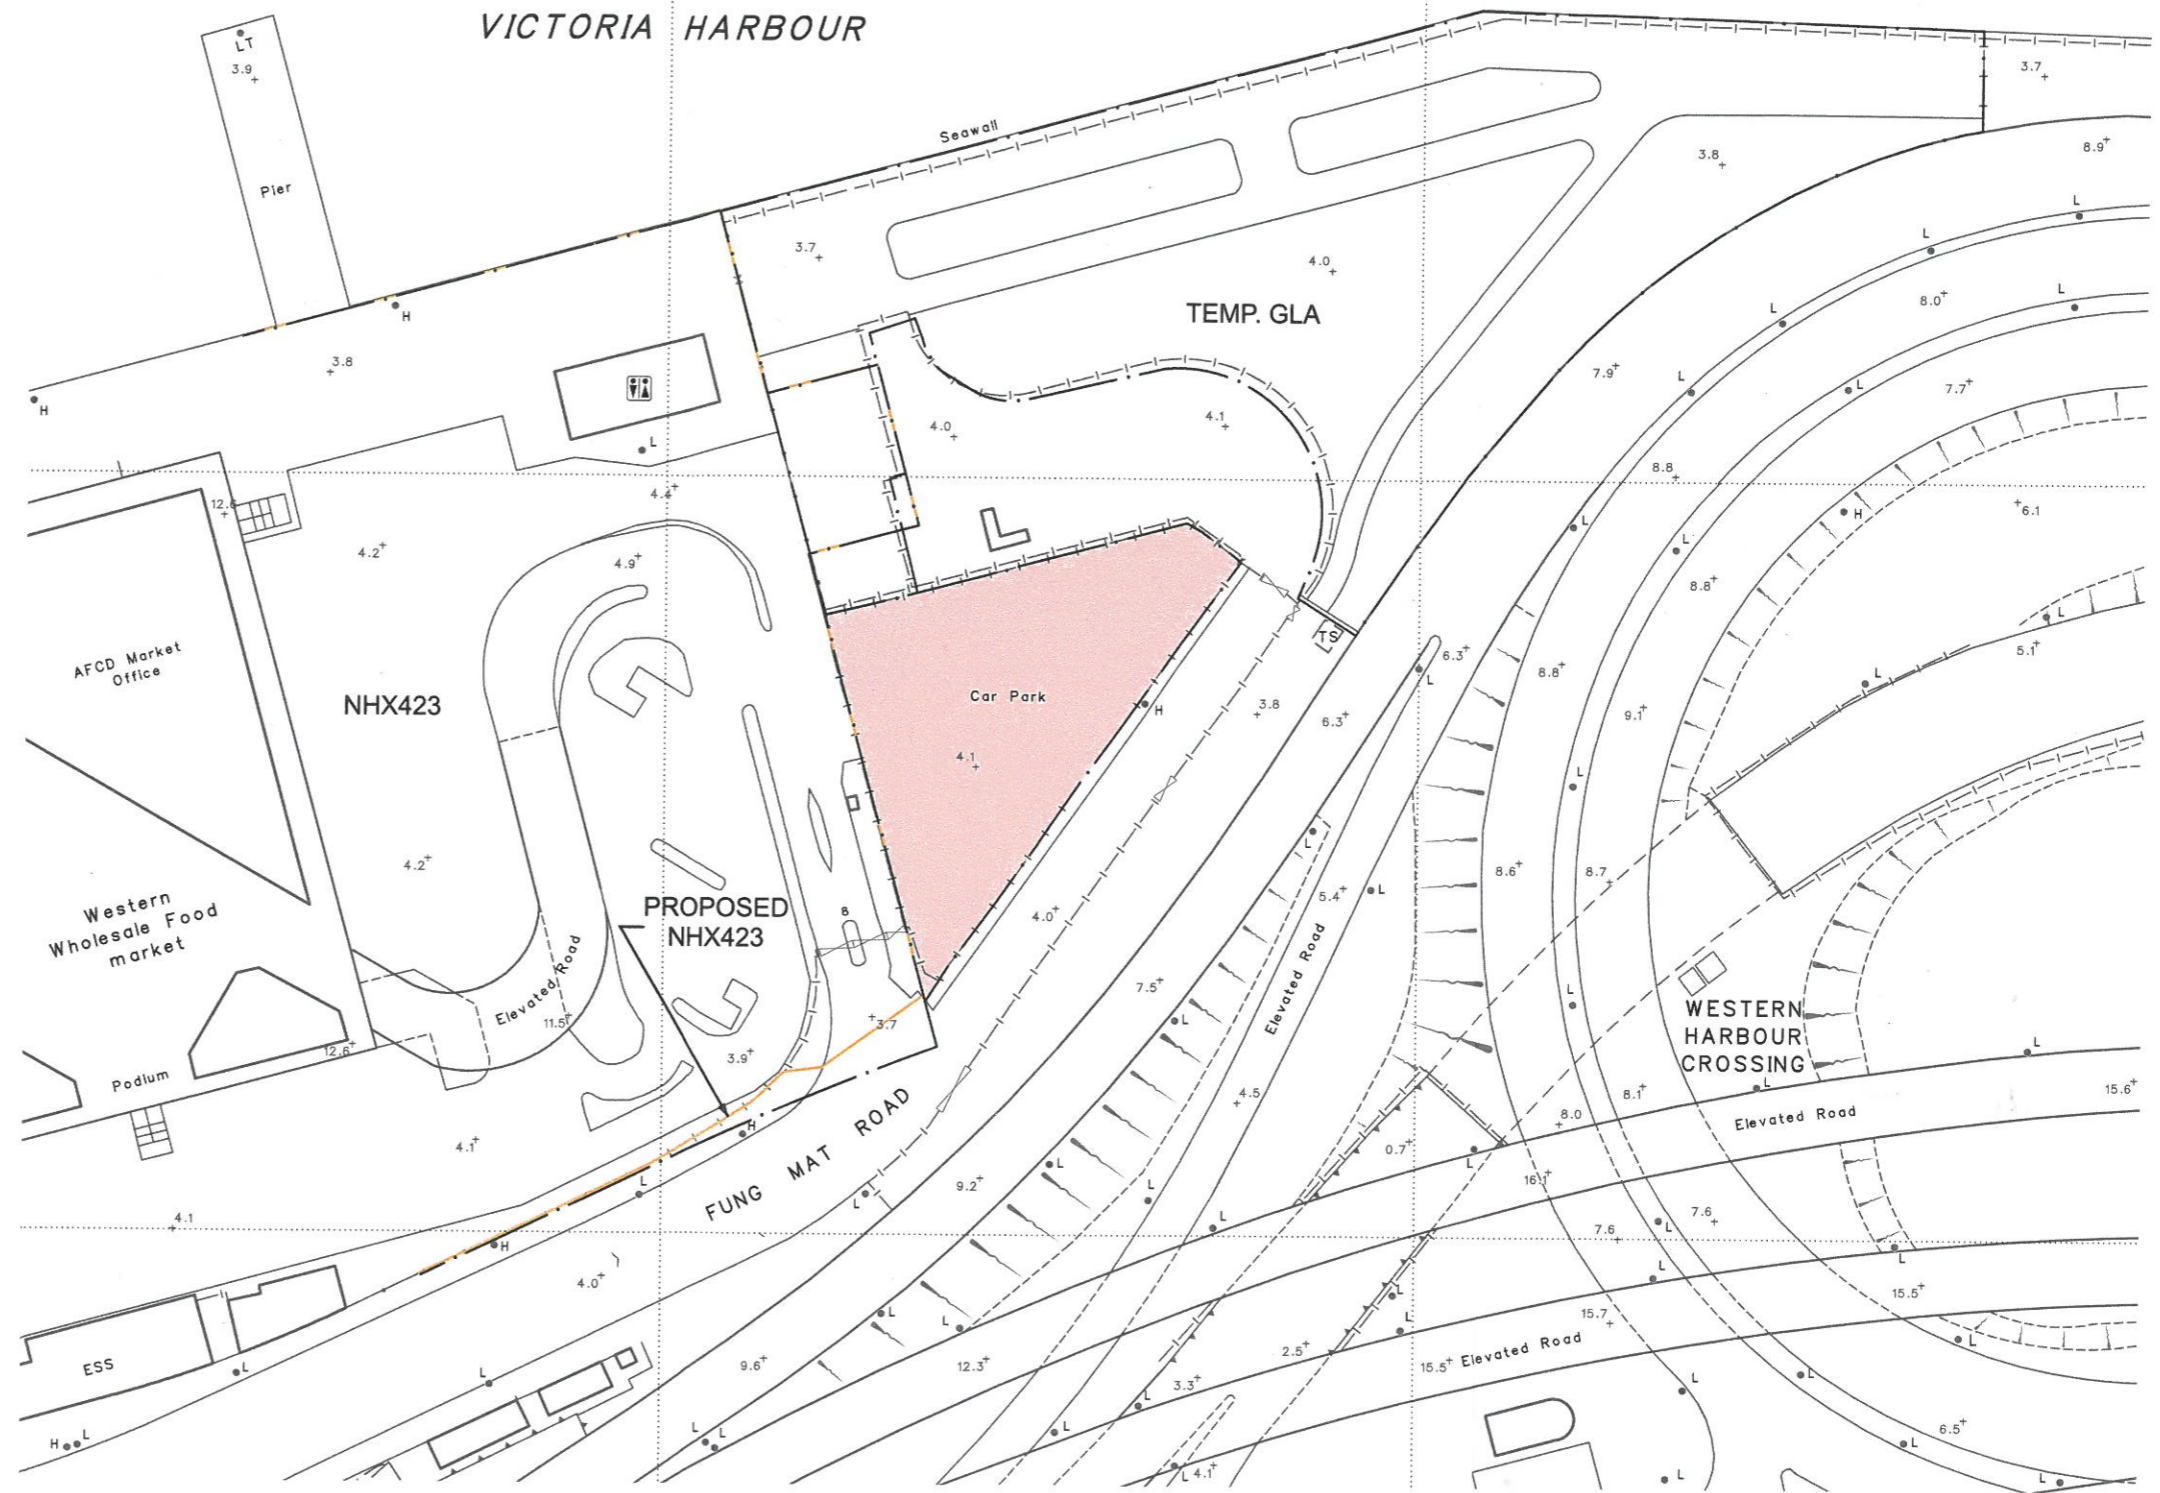 VICTORIA HARBOUR
LT
3.9
3.7
Seawall
3.8
8.9
Pier
L
L
3.7
4.0
L
8.0
L
H
TEMP. GLA
3.8
7.9
L
L
7.7
H
4.1
4.0
L
8.8
12.6
4.4
H
6.1
L
4.2
4.9
L
8.8
L
TS
AFCD Market
Office
6.3
5.1
8.8
L
L
NHX423
Car Park
H
3.8
6.3
9.1
4.1
L
L
4.2
8.6
8.7
5.4
L
Western
Wholesale Food
market
PROPOSED
NHX423
8
4.0
Elevated Road
Elevated Road
7.5
L
L
11.5
3.7
WESTERN
HARBOUR
CROSSING
12.6
3.9
L
Podium
L
15.6
4.5
8.1
8.0
Elevated Road
H
4.1
FUNG MAT ROAD
0.7
L
L
9.2
16.1
L
L
L
4.1
7.6
L
7.6
L
H
L
4.0
L
15.5
L
L
15.7
L
L
L
ESS
L
L
9.6
12.3
2.5
15.5
Elevated Road
L
3.3
L
L
L
6.5
H
L
L
L
L
L
L
4.1
L
L